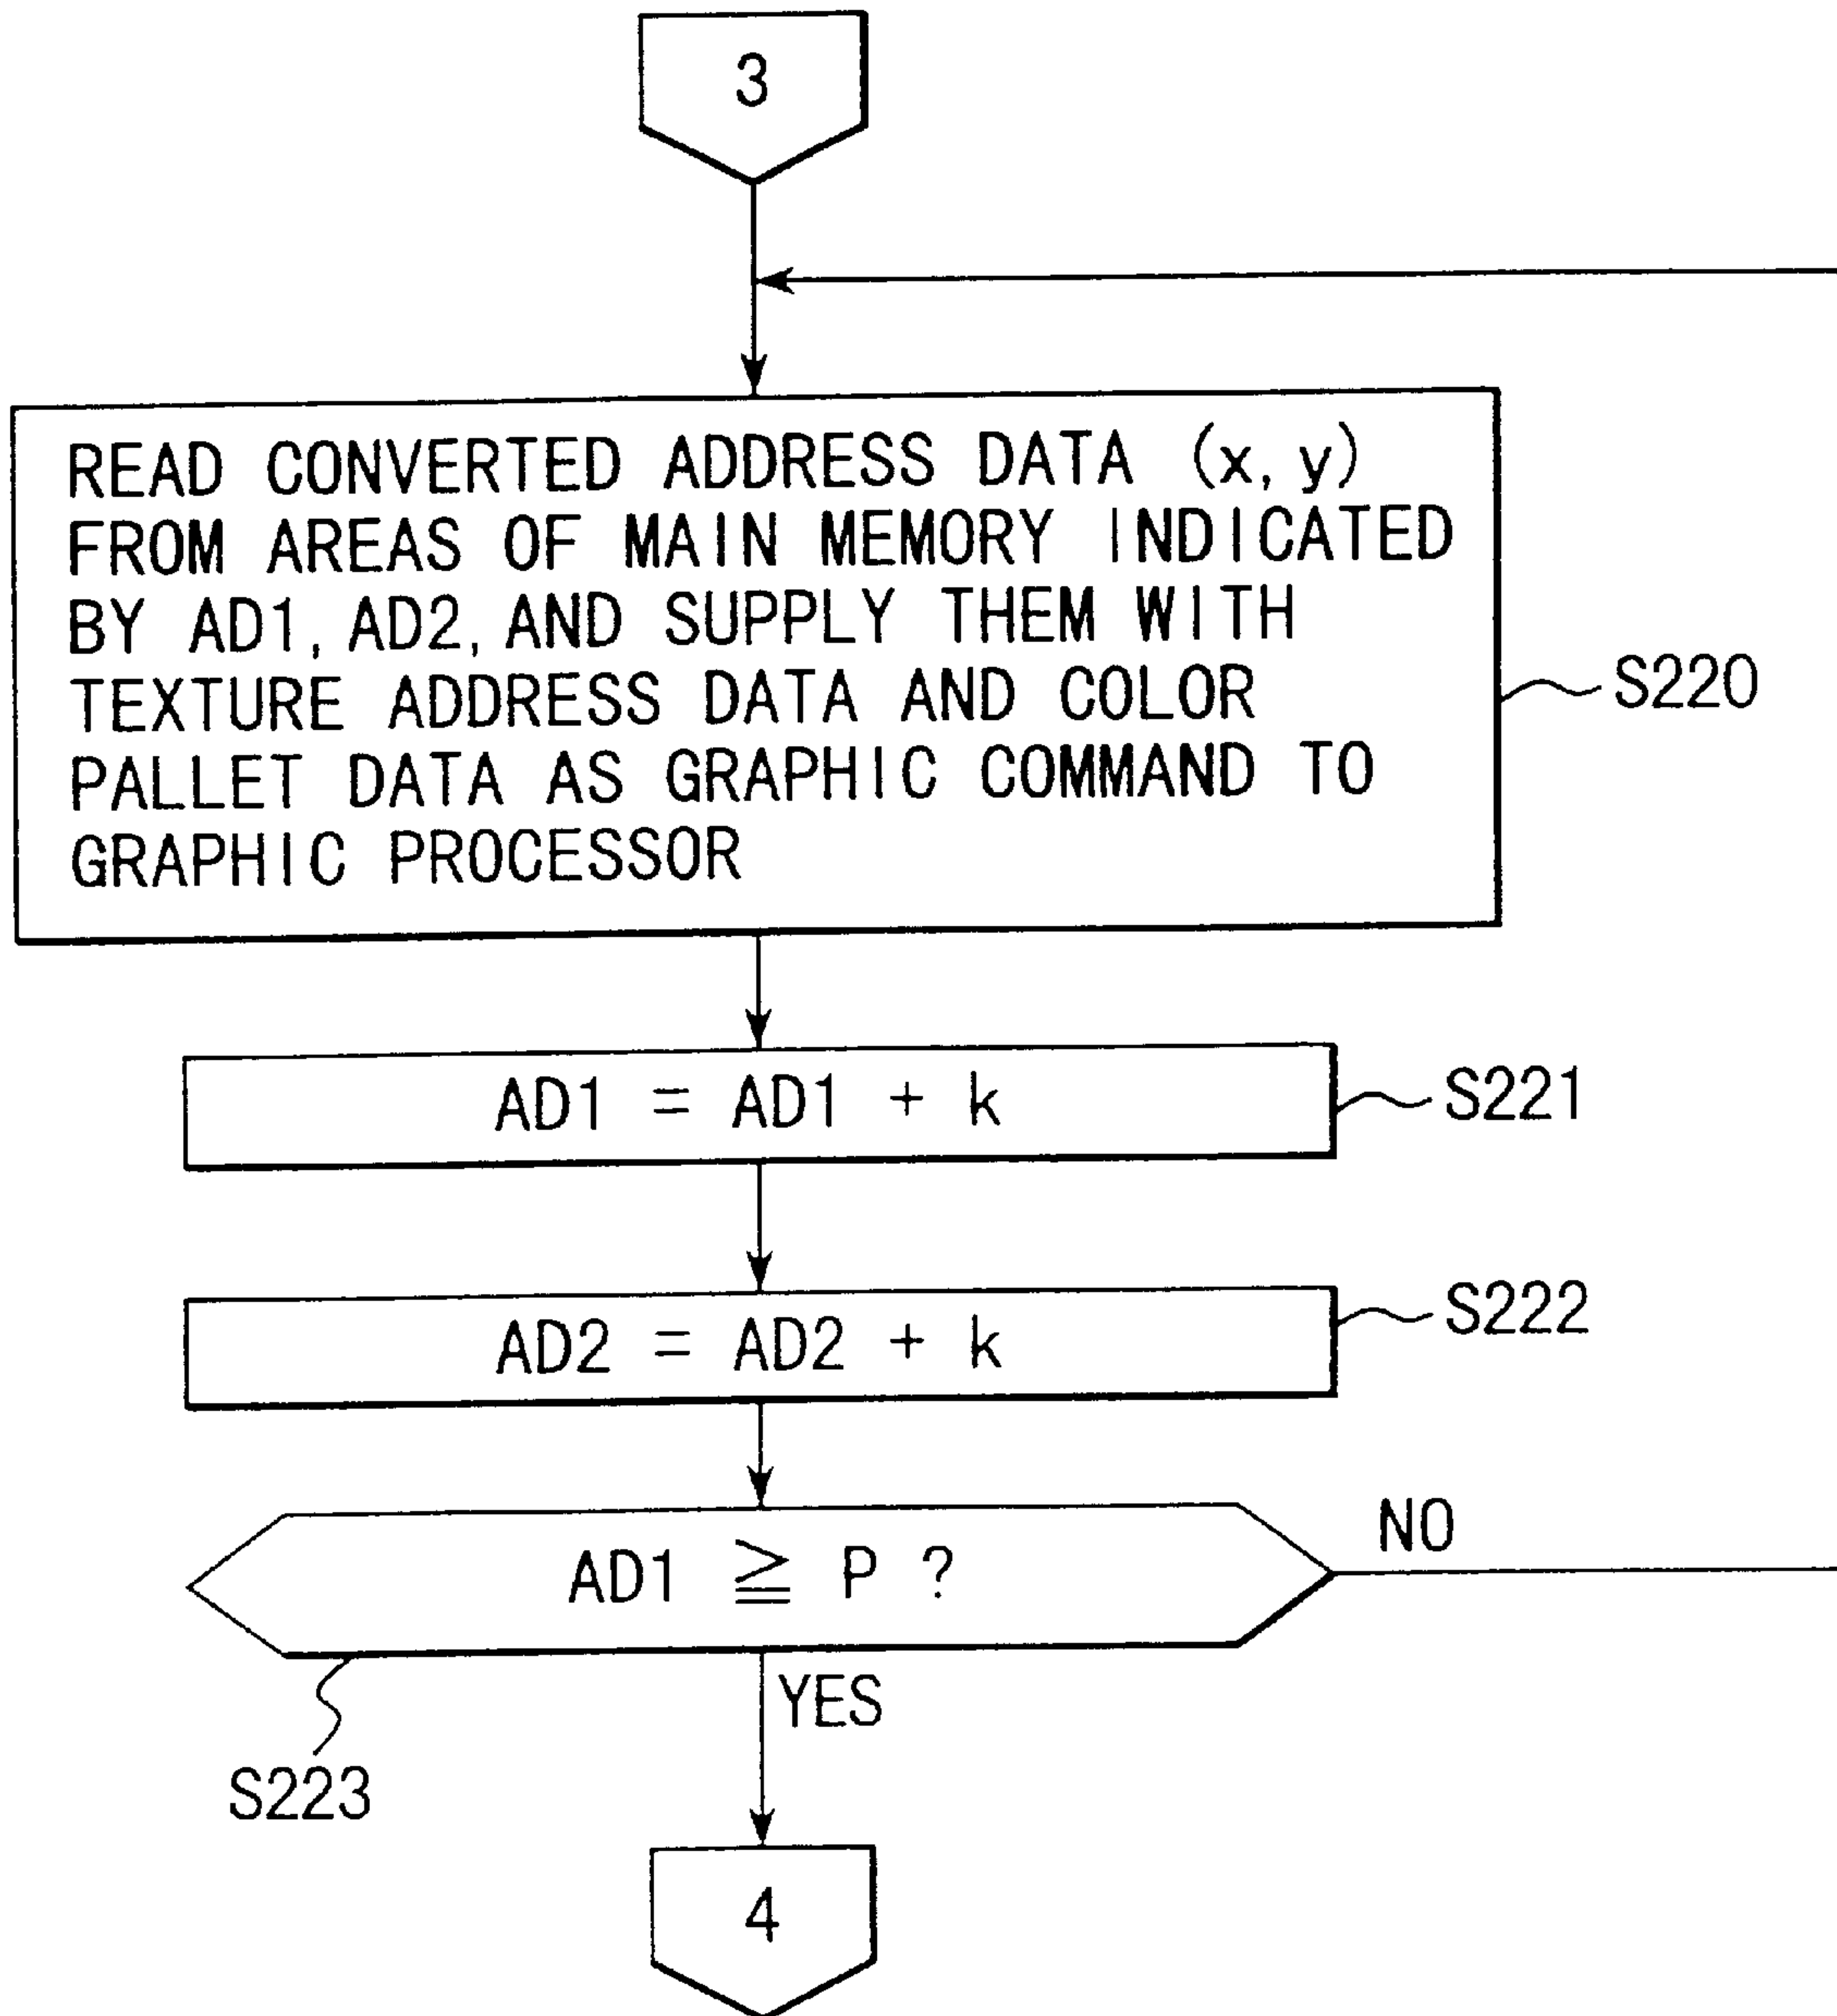 3
READ CONVERTED ADDRESS DATA (x, y)
FROM AREAS OF MAIN MEMORY INDICATED
BY AD1, AD2, AND SUPPLY THEM WITH
TEXTURE ADDRESS DATA AND COLOR
PALLET DATA AS GRAPHIC COMMAND TO
GRAPHIC PROCESSOR
S220
AD1 = AD1 + k
S221
AD2 = AD2 + k
S222
AD1 ≧ P ?
NO
YES
S223
4